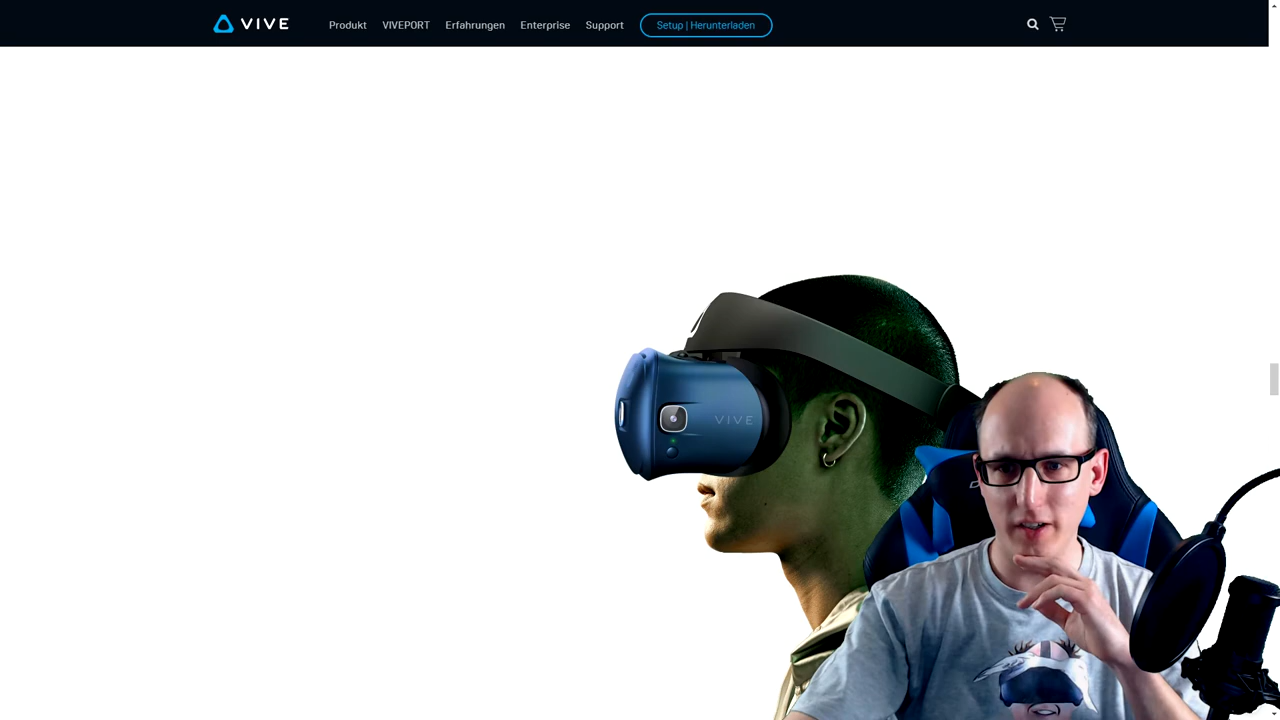 VIVE
Produkt
VIVEPORT
Erfahrungen
Enterprise
Support
Setup | Herunterladen
VIVE